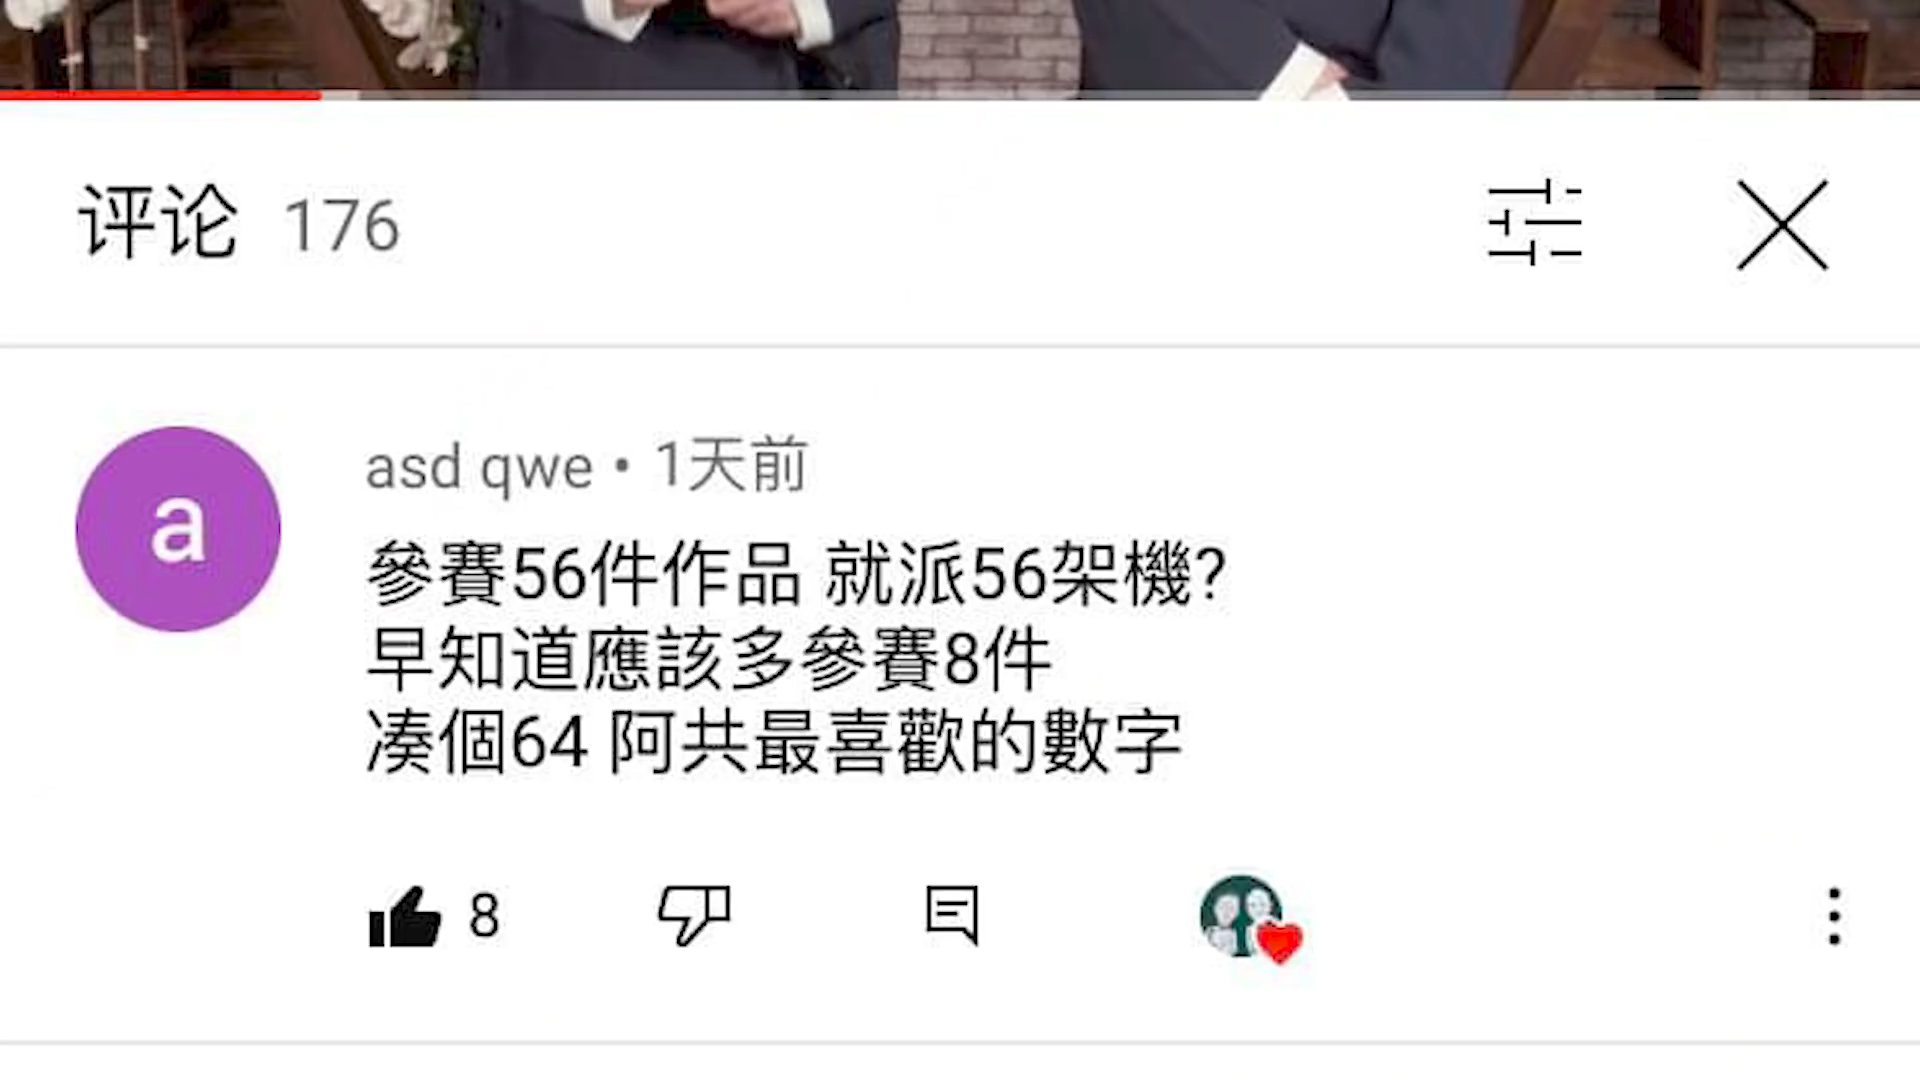 评论 176
a
asd qwe • 1天前
參賽56件作品 就派56架機?
早知道應該多參賽8件
凑個64 阿共最喜歡的數字
8